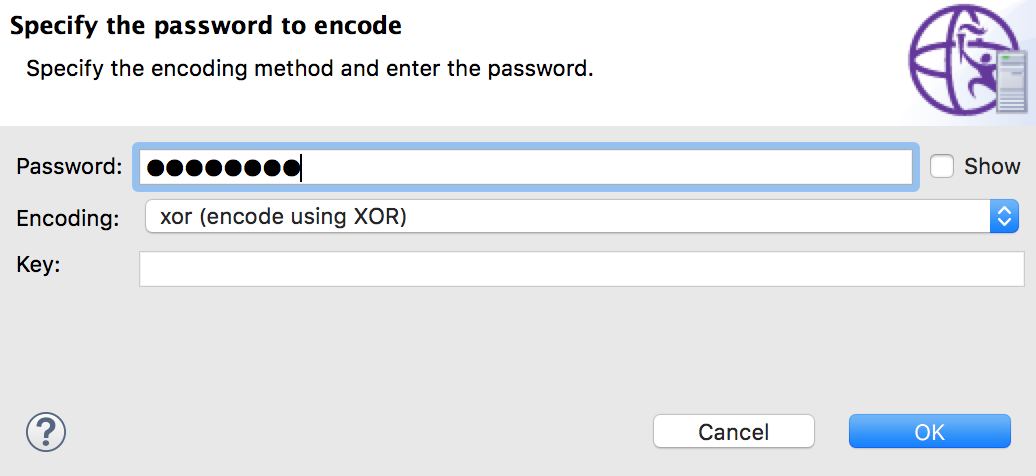 Specify the password to encode
Specify the encoding method and enter the password.
Password: ●●●●●●●● Show
Encoding: xor (encode using XOR)
Key:
? Cancel OK